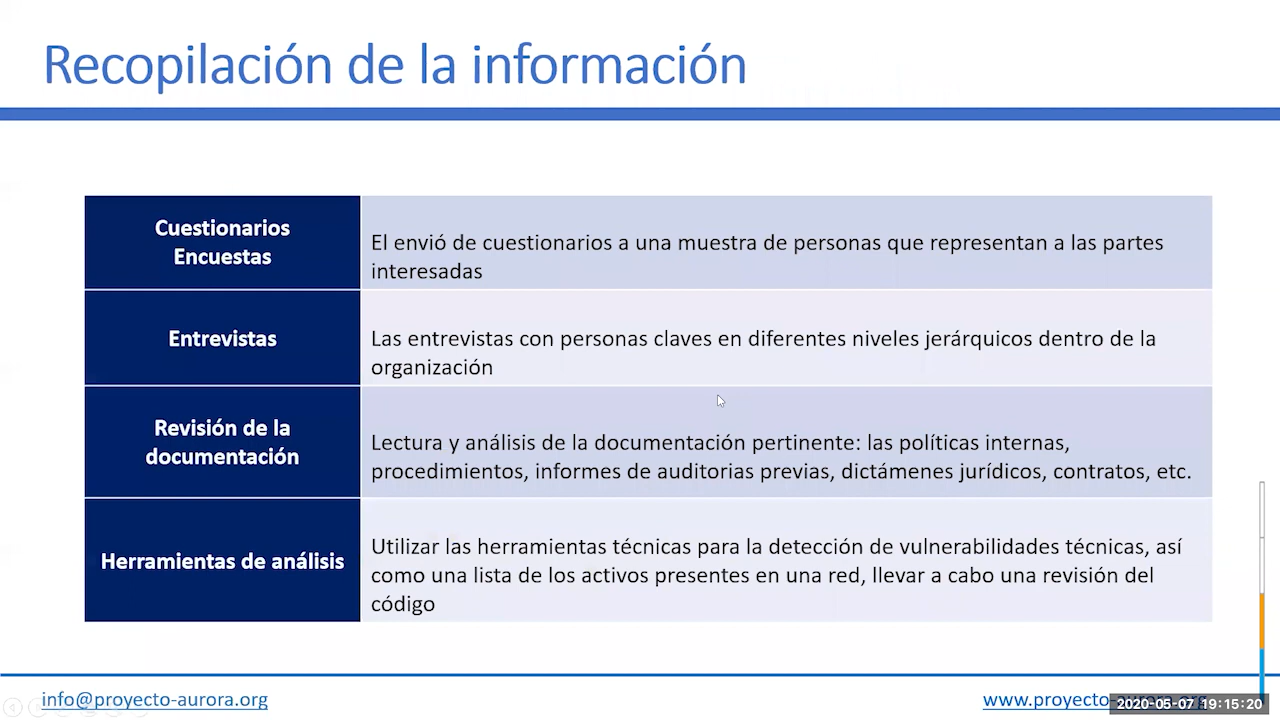 Recopilación de la información
Cuestionarios
Encuestas
El envió de cuestionarios a una muestra de personas que representan a las partes
interesadas
Entrevistas
Las entrevistas con personas claves en diferentes niveles jerárquicos dentro de la
organización
Revisión de la
documentación
Lectura y análisis de la documentación pertinente: las políticas internas,
procedimientos, informes de auditorias previas, dictámenes jurídicos, contratos, etc.
Herramientas de análisis
Utilizar las herramientas técnicas para la detección de vulnerabilidades técnicas, así
como una lista de los activos presentes en una red, llevar a cabo una revisión del
código
info@proyecto-aurora.org
www.proyecto-aurora.org
2020-05-07 19:15:20